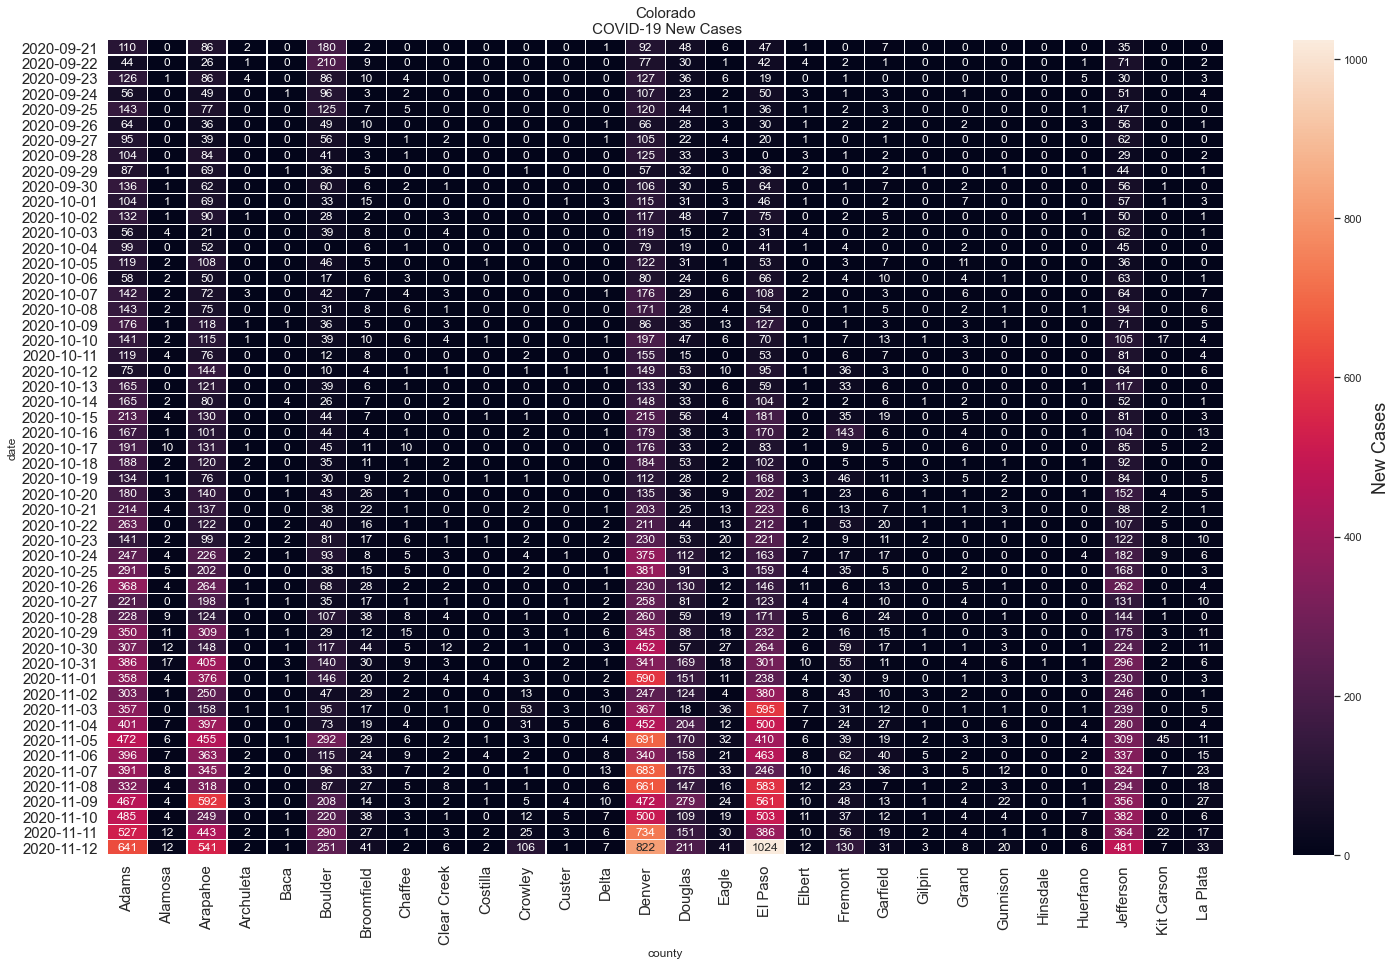 Colorado
COVID-19 New Cases
2020-09-21 110 0 86 2 0 180 2 0 0 0 0 0 1 92 48 6 47 1 0 7 0 0 0 0 0 35 0 0
2020-09-22 44 0 26 1 0 210 9 0 0 0 0 0 0 77 30 1 42 4 2 1 0 0 0 0 1 71 0 2
2020-09-23 126 1 86 4 0 86 10 4 0 0 0 0 0 127 36 6 19 0 1 0 0 0 0 0 5 30 0 3
2020-09-24 56 0 49 0 1 96 3 2 0 0 0 0 0 107 23 2 50 3 1 3 0 1 0 0 0 51 0 4
2020-09-25 143 0 77 0 0 125 7 5 0 0 0 0 0 120 44 1 36 1 2 3 0 0 0 0 1 47 0 0
2020-09-26 64 0 36 0 0 49 10 0 0 0 0 0 1 66 28 3 30 1 2 2 0 2 0 0 3 56 0 1
2020-09-27 95 0 39 0 0 56 9 1 2 0 0 0 1 105 22 4 20 1 0 1 0 0 0 0 0 62 0 0
2020-09-28 104 0 84 0 0 41 3 1 0 0 0 0 0 125 33 3 0 3 1 2 0 0 0 0 0 29 0 2
2020-09-29 87 1 69 0 1 36 5 0 0 0 1 0 0 57 32 0 36 2 0 2 1 0 1 0 1 44 0 1
2020-09-30 136 1 62 0 0 60 6 2 1 0 0 0 0 106 30 5 64 0 1 7 0 2 0 0 0 56 1 0
2020-10-01 104 1 69 0 0 33 15 0 0 0 0 1 3 115 31 3 46 1 0 2 0 7 0 0 0 57 1 3
2020-10-02 132 1 90 1 0 28 2 0 3 0 0 0 0 117 48 7 75 0 2 5 0 0 0 0 1 50 0 1
2020-10-03 56 4 21 0 0 39 8 0 4 0 0 0 0 119 15 2 31 4 0 2 0 0 0 0 0 62 0 1
2020-10-04 99 0 52 0 0 0 6 1 0 0 0 0 0 79 19 0 41 1 4 0 0 2 0 0 0 45 0 0
2020-10-05 119 2 108 0 0 46 5 0 0 1 0 0 0 122 31 1 53 0 3 7 0 11 0 0 0 36 0 0
2020-10-06 58 2 50 0 0 17 6 3 0 0 0 0 0 80 24 6 66 2 4 10 0 4 1 0 0 63 0 1
2020-10-07 142 2 72 3 0 42 7 4 3 0 0 0 1 176 29 6 108 2 0 3 0 6 0 0 0 64 0 7
2020-10-08 143 2 75 0 0 31 8 6 1 0 0 0 0 171 28 4 54 0 1 5 0 2 1 0 1 94 0 6
2020-10-09 176 1 118 1 1 36 5 0 3 0 0 0 0 86 35 13 127 0 1 3 0 3 1 0 0 71 0 5
2020-10-10 141 2 115 1 0 39 10 6 4 1 0 0 1 197 47 6 70 1 7 13 1 3 0 0 0 105 17 4
2020-10-11 119 4 76 0 0 12 8 0 0 0 2 0 0 155 15 0 53 0 6 7 0 3 0 0 0 81 0 4
2020-10-12 75 0 144 0 0 10 4 1 1 0 1 1 1 149 53 10 95 1 36 3 0 0 0 0 0 64 0 6
2020-10-13 165 0 121 0 0 39 6 1 0 0 0 0 0 133 30 6 59 1 33 6 0 0 0 0 1 117 0 0
2020-10-14 165 2 80 0 4 26 7 0 2 0 0 0 0 148 33 6 104 2 2 6 1 2 0 0 0 52 0 1
2020-10-15 213 4 130 0 0 44 7 0 0 1 1 0 0 215 56 4 181 0 35 19 0 5 0 0 0 81 0 3
2020-10-16 167 1 101 0 0 44 4 1 0 0 2 0 1 179 38 3 170 2 143 6 0 4 0 0 1 104 0 13
2020-10-17 191 10 131 1 0 45 11 10 0 0 2 0 1 176 33 2 83 1 9 5 0 6 0 0 0 85 5 2
2020-10-18 188 2 120 2 0 35 11 1 2 0 0 0 0 184 53 2 102 0 5 5 0 1 1 0 1 92 0 0
2020-10-19 134 1 76 0 1 30 9 2 0 1 1 0 0 112 28 2 168 3 46 11 3 5 2 0 0 84 0 5
2020-10-20 180 3 140 0 1 43 26 1 0 0 0 0 0 135 36 9 202 1 23 6 1 1 2 0 1 152 4 5
2020-10-21 214 4 137 0 0 38 22 1 0 0 2 0 1 203 25 13 223 6 13 7 1 1 3 0 0 88 2 1
2020-10-22 263 0 122 0 2 40 16 1 1 0 0 0 0 211 44 13 212 1 53 20 1 1 1 0 0 107 5 0
2020-10-23 141 2 99 2 2 81 17 6 1 1 2 0 2 230 53 20 221 2 9 11 2 0 0 0 0 122 8 10
2020-10-24 247 4 226 2 1 93 8 5 3 0 4 1 0 375 112 12 163 7 17 17 0 0 0 0 4 182 9 6
2020-10-25 291 5 202 0 0 38 15 5 0 0 2 0 1 381 91 3 159 4 35 5 0 2 0 0 0 168 0 3
2020-10-26 368 4 264 1 0 68 28 2 2 0 0 0 1 230 130 12 146 11 6 13 0 5 1 0 0 262 0 4
2020-10-27 221 0 198 1 1 35 17 1 1 0 0 1 2 258 81 2 123 4 4 10 0 4 0 0 0 131 1 10
2020-10-28 228 9 124 0 0 107 38 8 4 0 1 0 2 260 59 19 171 5 6 24 0 0 1 0 0 144 1 0
2020-10-29 350 11 309 1 1 29 12 15 0 0 3 1 6 345 88 18 232 2 16 15 1 0 3 0 0 175 3 11
2020-10-30 307 12 148 0 1 117 44 5 12 2 1 0 3 452 57 27 264 6 59 17 1 1 3 0 0 224 2 11
2020-10-31 386 17 405 0 3 140 30 9 3 0 0 2 1 341 169 18 301 10 55 11 0 4 6 1 1 296 2 6
2020-11-01 358 4 376 0 1 146 20 2 4 4 3 0 2 590 151 11 238 4 30 9 0 1 3 0 3 230 0 3
2020-11-02 303 1 250 0 0 47 29 2 0 0 13 0 3 247 124 4 380 8 43 10 3 2 0 0 0 246 0 1
2020-11-03 357 0 158 1 1 95 17 0 1 0 53 3 10 367 18 36 595 7 31 12 0 1 1 0 1 239 0 5
2020-11-04 401 7 397 0 0 73 19 4 0 0 31 5 6 452 204 12 500 7 24 27 1 0 6 0 4 280 0 4
2020-11-05 472 6 455 0 1 292 29 6 2 1 3 0 4 691 170 32 410 6 39 19 2 3 3 0 4 309 45 11
2020-11-06 396 7 363 2 0 115 24 9 2 4 2 0 8 340 158 21 463 8 62 40 5 2 2 0 0 337 0 15
2020-11-07 391 8 345 2 0 96 33 7 2 0 1 0 13 683 175 33 246 10 46 36 3 5 12 0 0 324 7 23
2020-11-08 332 4 318 0 0 87 27 5 8 1 1 0 6 661 147 16 583 12 23 7 1 2 3 0 1 294 0 18
2020-11-09 467 4 592 3 0 208 14 3 2 1 5 4 10 472 279 24 561 10 48 13 1 4 22 0 0 356 0 27
2020-11-10 485 4 249 0 1 220 38 3 1 0 12 5 7 500 109 19 503 11 37 12 1 4 4 0 7 382 0 6
2020-11-11 527 12 443 2 1 290 27 1 3 2 25 3 6 734 151 30 386 10 56 19 2 4 1 1 8 364 22 17
2020-11-12 641 12 541 2 1 251 41 2 6 2 106 1 7 822 211 41 1024 12 130 31 3 8 20 0 6 481 7 33
date
Adams Alamosa Arapahoe Archuleta Baca Boulder Broomfield Chaffee Clear Creek Costilla Crowley Custer Delta Denver Douglas Eagle El Paso Elbert Fremont Garfield Gilpin Grand Gunnison Hinsdale Huerfano Jefferson Kit Carson La Plata
county
1000
800
600
400
200
0
New Cases